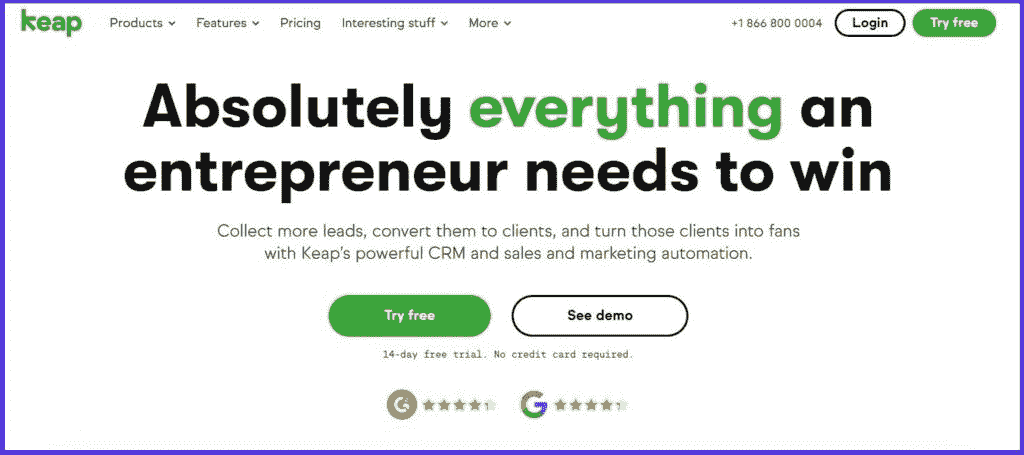 keap Products Features Pricing Interesting stuff More +1 866 800 0004 Login Try free
Absolutely everything an
entrepreneur needs to win
Collect more leads, convert them to clients, and turn those clients into fans
with Keap's powerful CRM and sales and marketing automation.
Try free See demo
14-day free trial. No credit card required.